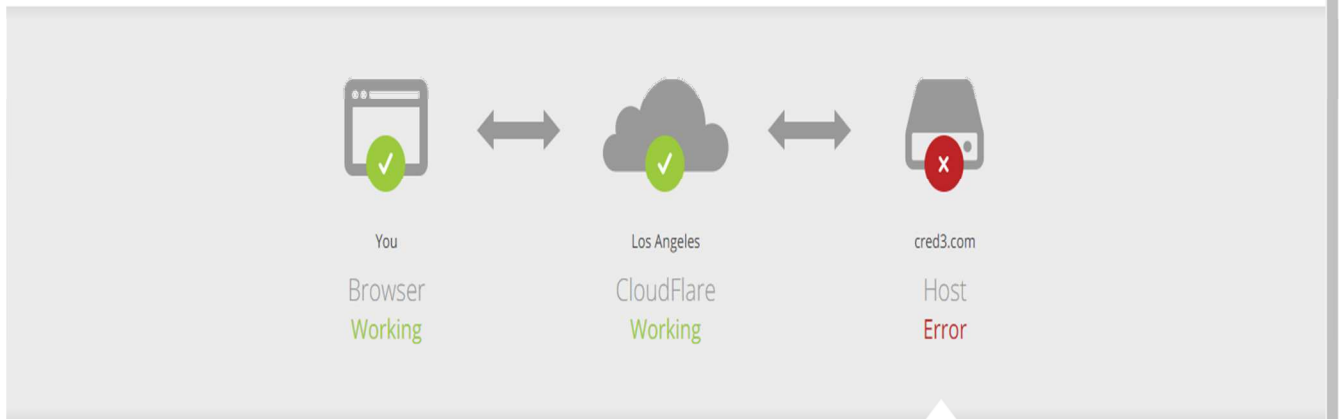 You
Browser
Working
Los Angeles
CloudFlare
Working
cred3.com
Host
Error